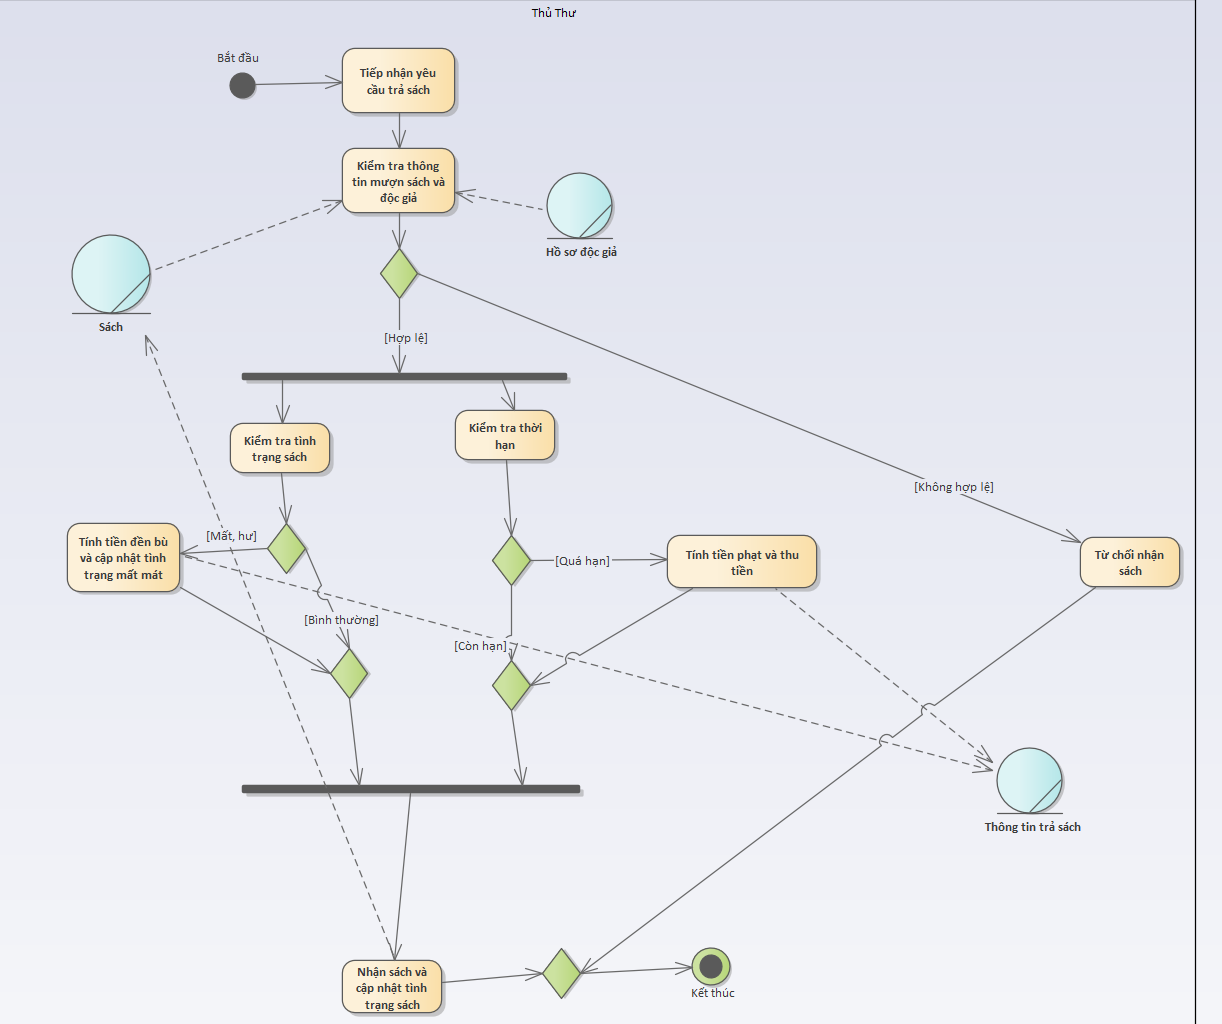 Thủ Thư
Bắt đầu
Tiếp nhận yêu
cầu trả sách
Kiểm tra thông
tin mượn sách và
độc giả
Hồ sơ độc giả
Sách
[Hợp lệ]
Kiểm tra tình
trạng sách
Kiểm tra thời
hạn
[Không hợp lệ]
[Mất, hư]
Tính tiền đền bù
và cập nhật tình
trạng mất mát
[Quá hạn]
Tính tiền phạt và thu
tiền
Từ chối nhận
sách
[Bình thường]
[Còn hạn]
Thông tin trả sách
Nhận sách và
cập nhật tình
trạng sách
Kết thúc